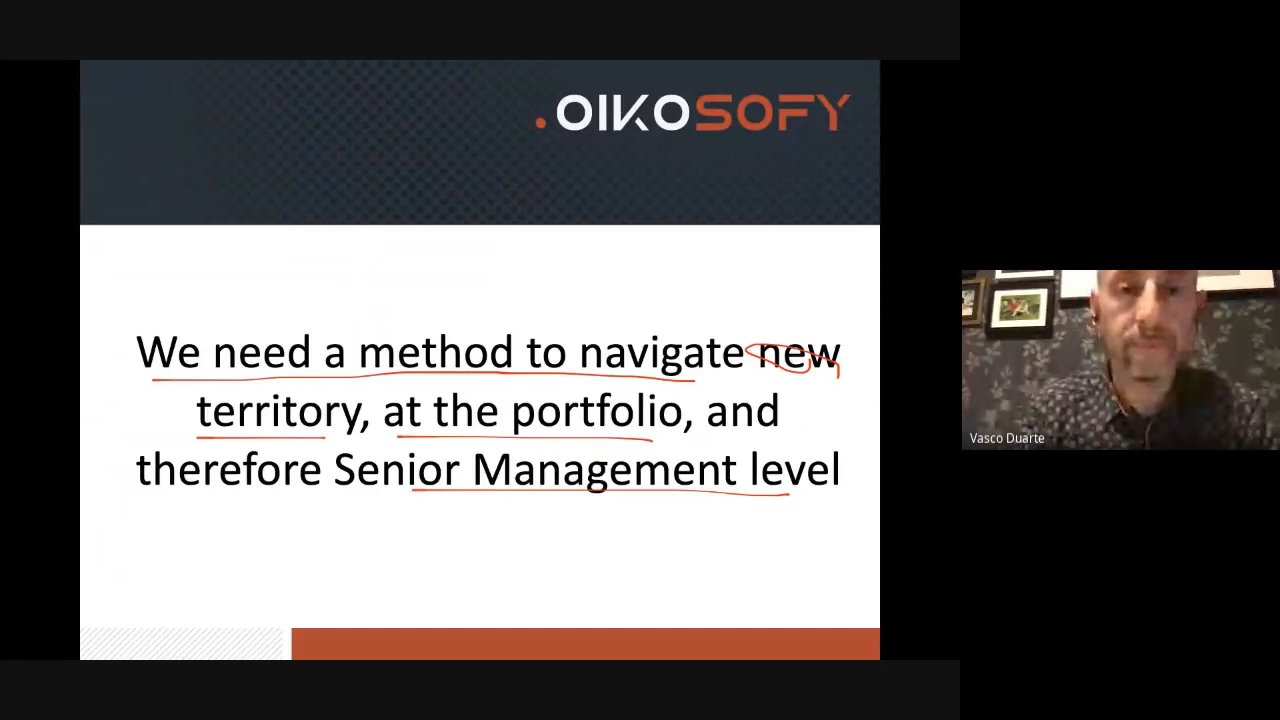 .OIKOSOFY
We need a method to navigate new
territory, at the portfolio, and
therefore Senior Management level
Vasco Duarte